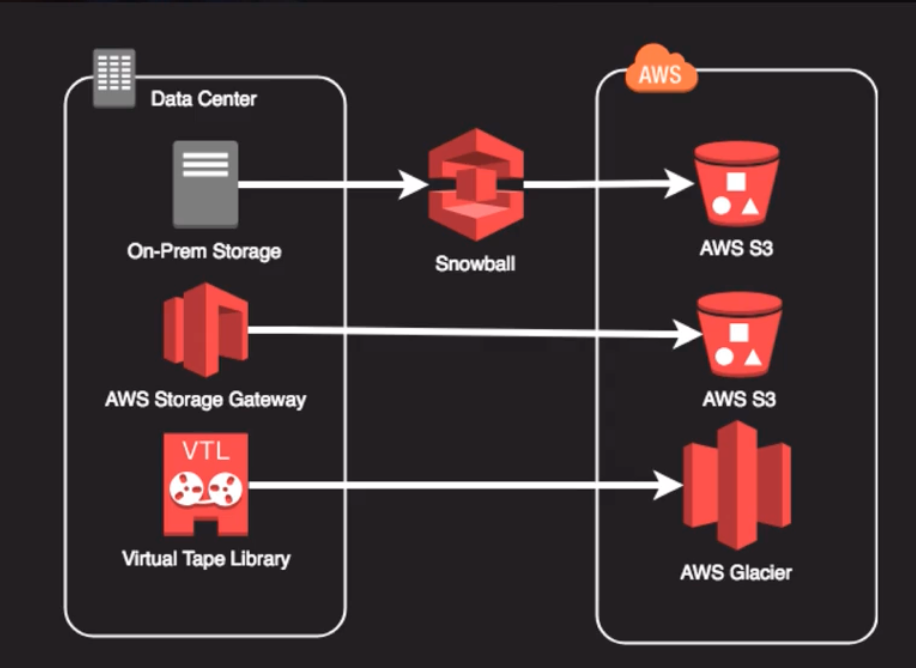 Data Center
AWS
On-Prem Storage
Snowball
AWS S3
AWS Storage Gateway
AWS S3
VTL
Virtual Tape Library
AWS Glacier